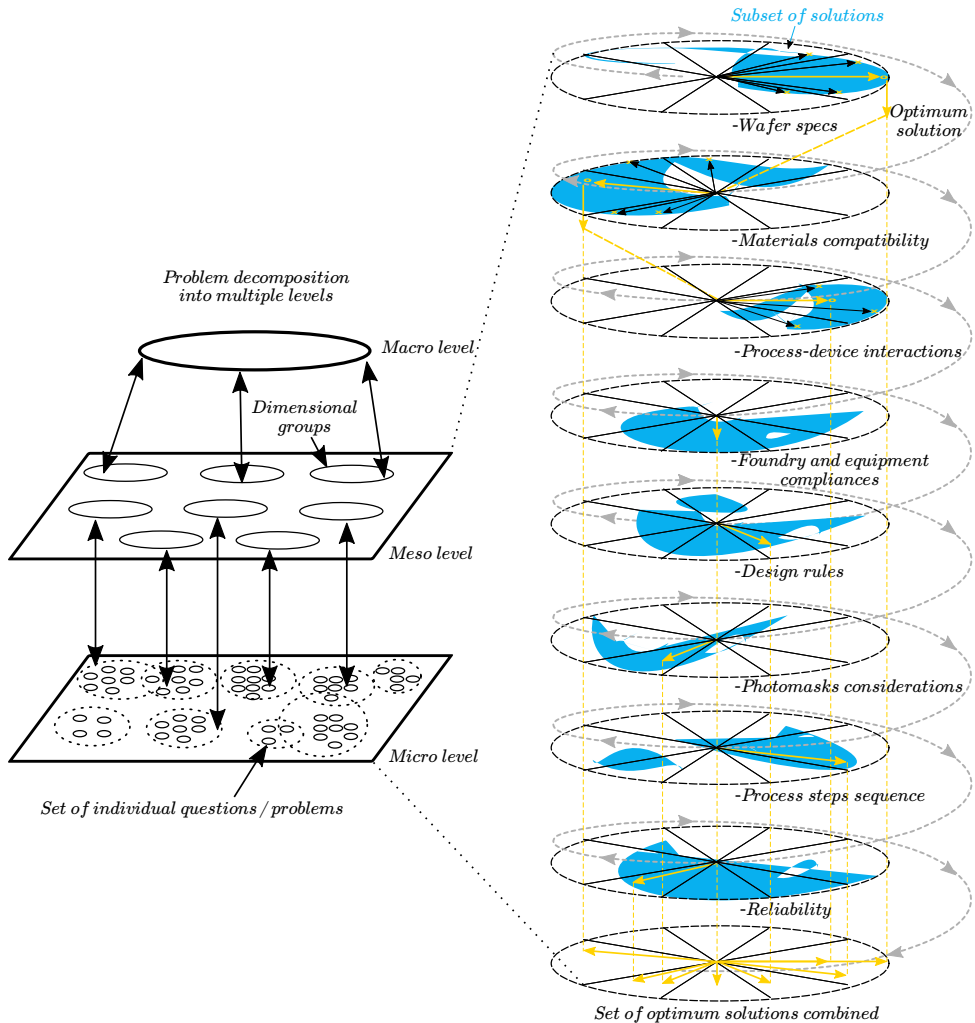 Subset of solutions
Optimum
solution
-Wafer specs
-Materials compatibility
Problem decomposition
into multiple levels
Macro level
-Process-device interactions
Dimensional
groups
-Foundry and equipment
compliances
Meso level
-Design rules
-Photomasks considerations
Micro level
-Process steps sequence
Set of individual questions / problems
-Reliability
Set of optimum solutions combined